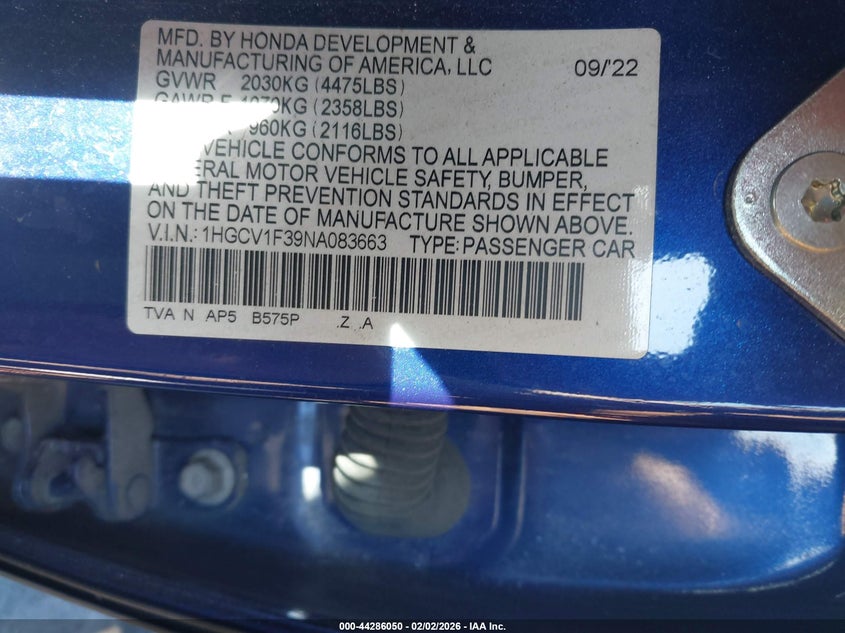 MFD. BY HONDA DEVELOPMENT &
MANUFACTURING OF AMERICA, LLC 09/'22
GVWR 2030KG (4475LBS)
GAWR F 1070KG (2358LBS)
960KG (2116LBS)
VEHICLE CONFORMS TO ALL APPLICABLE
MOTOR VEHICLE SAFETY, BUMPER,
AND THEFT PREVENTION STANDARDS IN EFFECT
ON THE DATE OF MANUFACTURE SHOWN ABOVE.
V.I.N.: 1HGCV1F39NA083663 TYPE: PASSENGER CAR
TVA N AP5 B575P .Z. .A
000-44286050 - 02/02/2026 - IAA Inc.